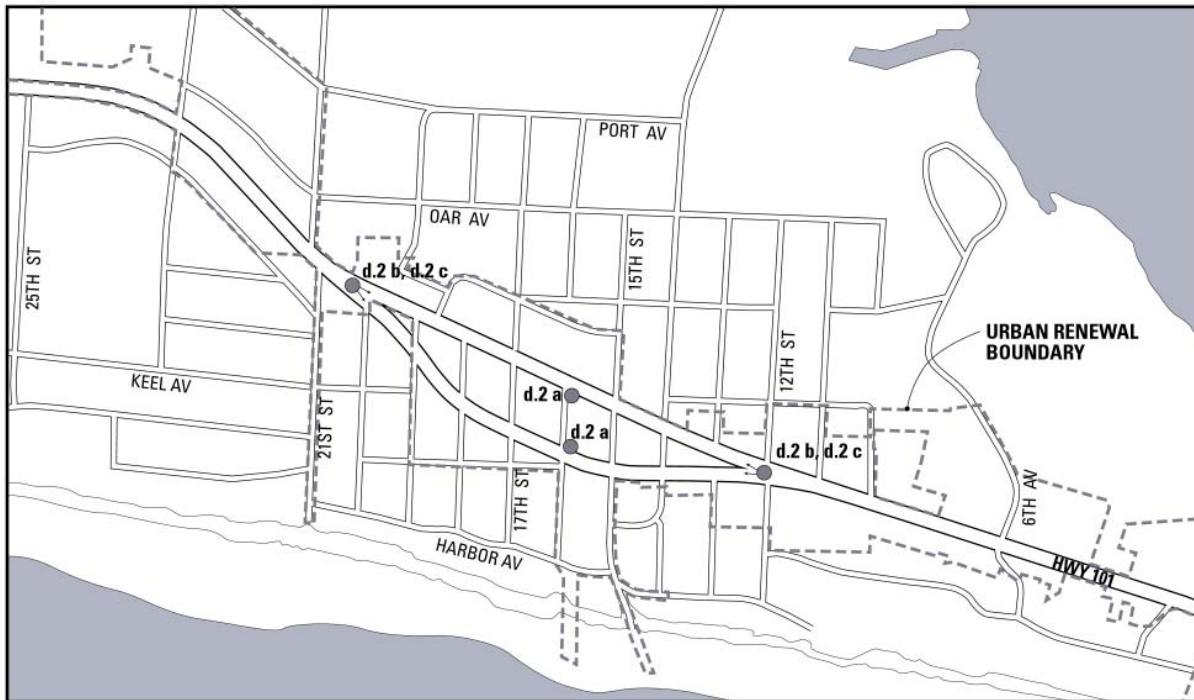 PORT AV
OAR AV
15TH ST
25TH ST
d.2 b, d.2 c
12TH ST
URBAN RENEWAL
BOUNDARY
KEEL AV
21ST ST
d.2 a
d.2 a
d.2 b, d.2 c
17TH ST
6TH AV
HARBOR AV
HWY 101